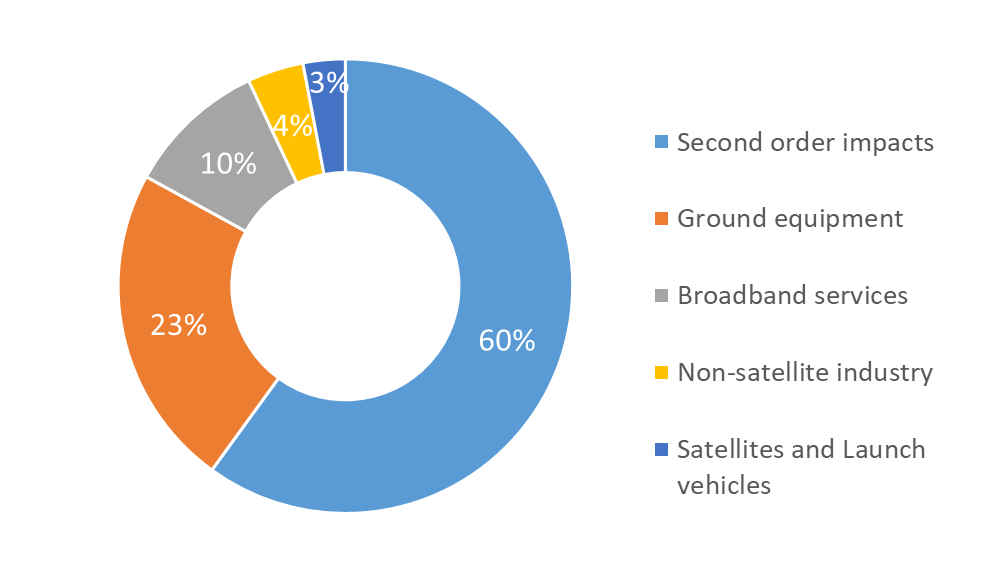 3%
4%
10%
23%
60%
Second order impacts
Ground equipment
Broadband services
Non-satellite industry
Satellites and Launch
vehicles